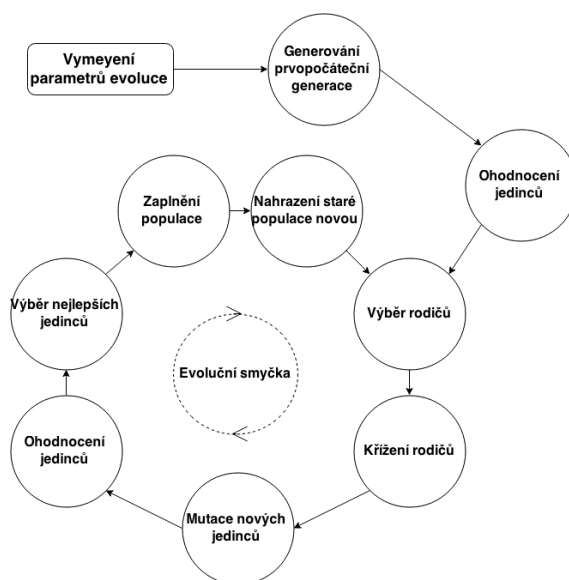 Vymeyení
parametrů evoluce
Generování
prvopočáteční
generace
Ohodnocení
jedinců
Zaplnění
populace
Nahrazení staré
populace novou
Výběr nejlepších
jedinců
Výběr rodičů
Evoluční smyčka
Ohodnocení
jedinců
Křížení rodičů
Mutace nových
jedinců